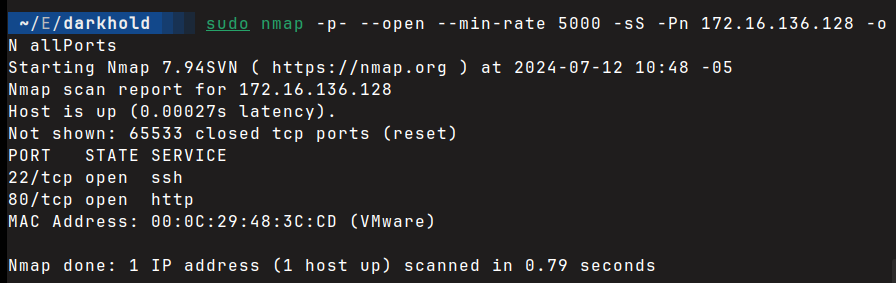 ~/E/darkhold sudo nmap -p- --open --min-rate 5000 -sS -Pn 172.16.136.128 -o
N allPorts
Starting Nmap 7.94SVN ( https://nmap.org ) at 2024-07-12 10:48 -05
Nmap scan report for 172.16.136.128
Host is up (0.00027s latency).
Not shown: 65533 closed tcp ports (reset)
PORT   STATE SERVICE
22/tcp open  ssh
80/tcp open  http
MAC Address: 00:0C:29:48:3C:CD (VMware)
Nmap done: 1 IP address (1 host up) scanned in 0.79 seconds